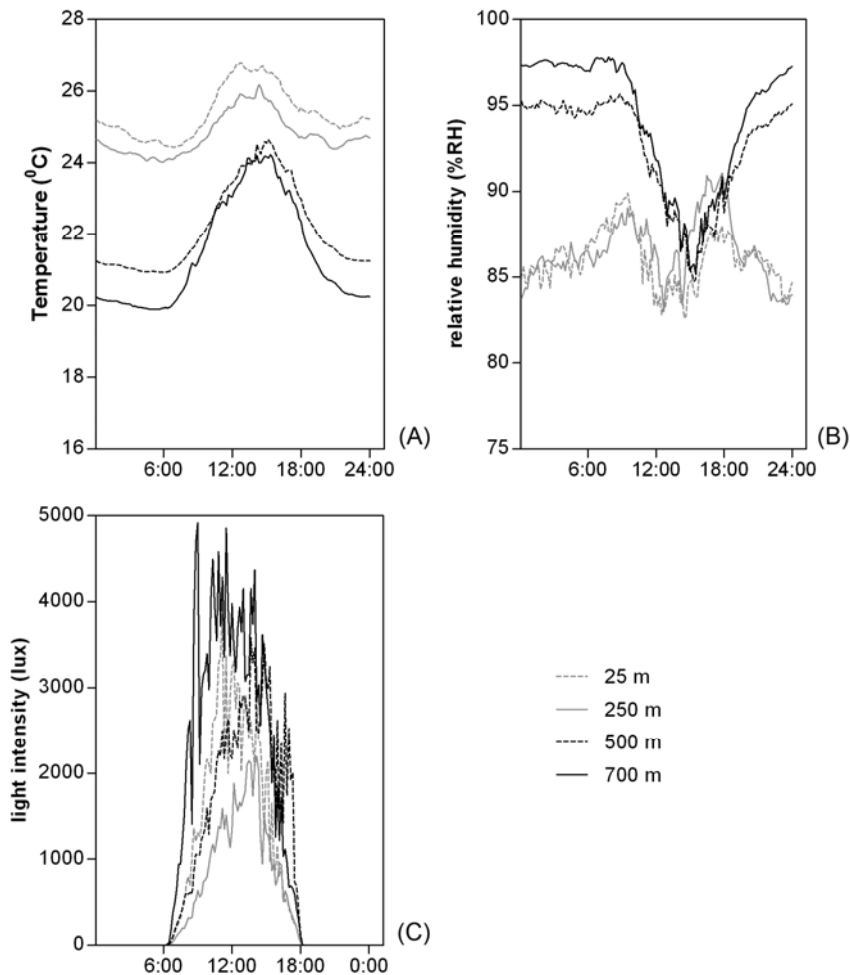 28
26
24
22
20
18
16
Temperature (⁰C)
6:00 12:00 18:00 24:00
(A)
100
95
90
85
80
75
relative humidity (%RH)
6:00 12:00 18:00 24:00
(B)
5000
4000
3000
2000
1000
0
light intensity (lux)
6:00 12:00 18:00 0:00
(C)
25 m
250 m
500 m
700 m